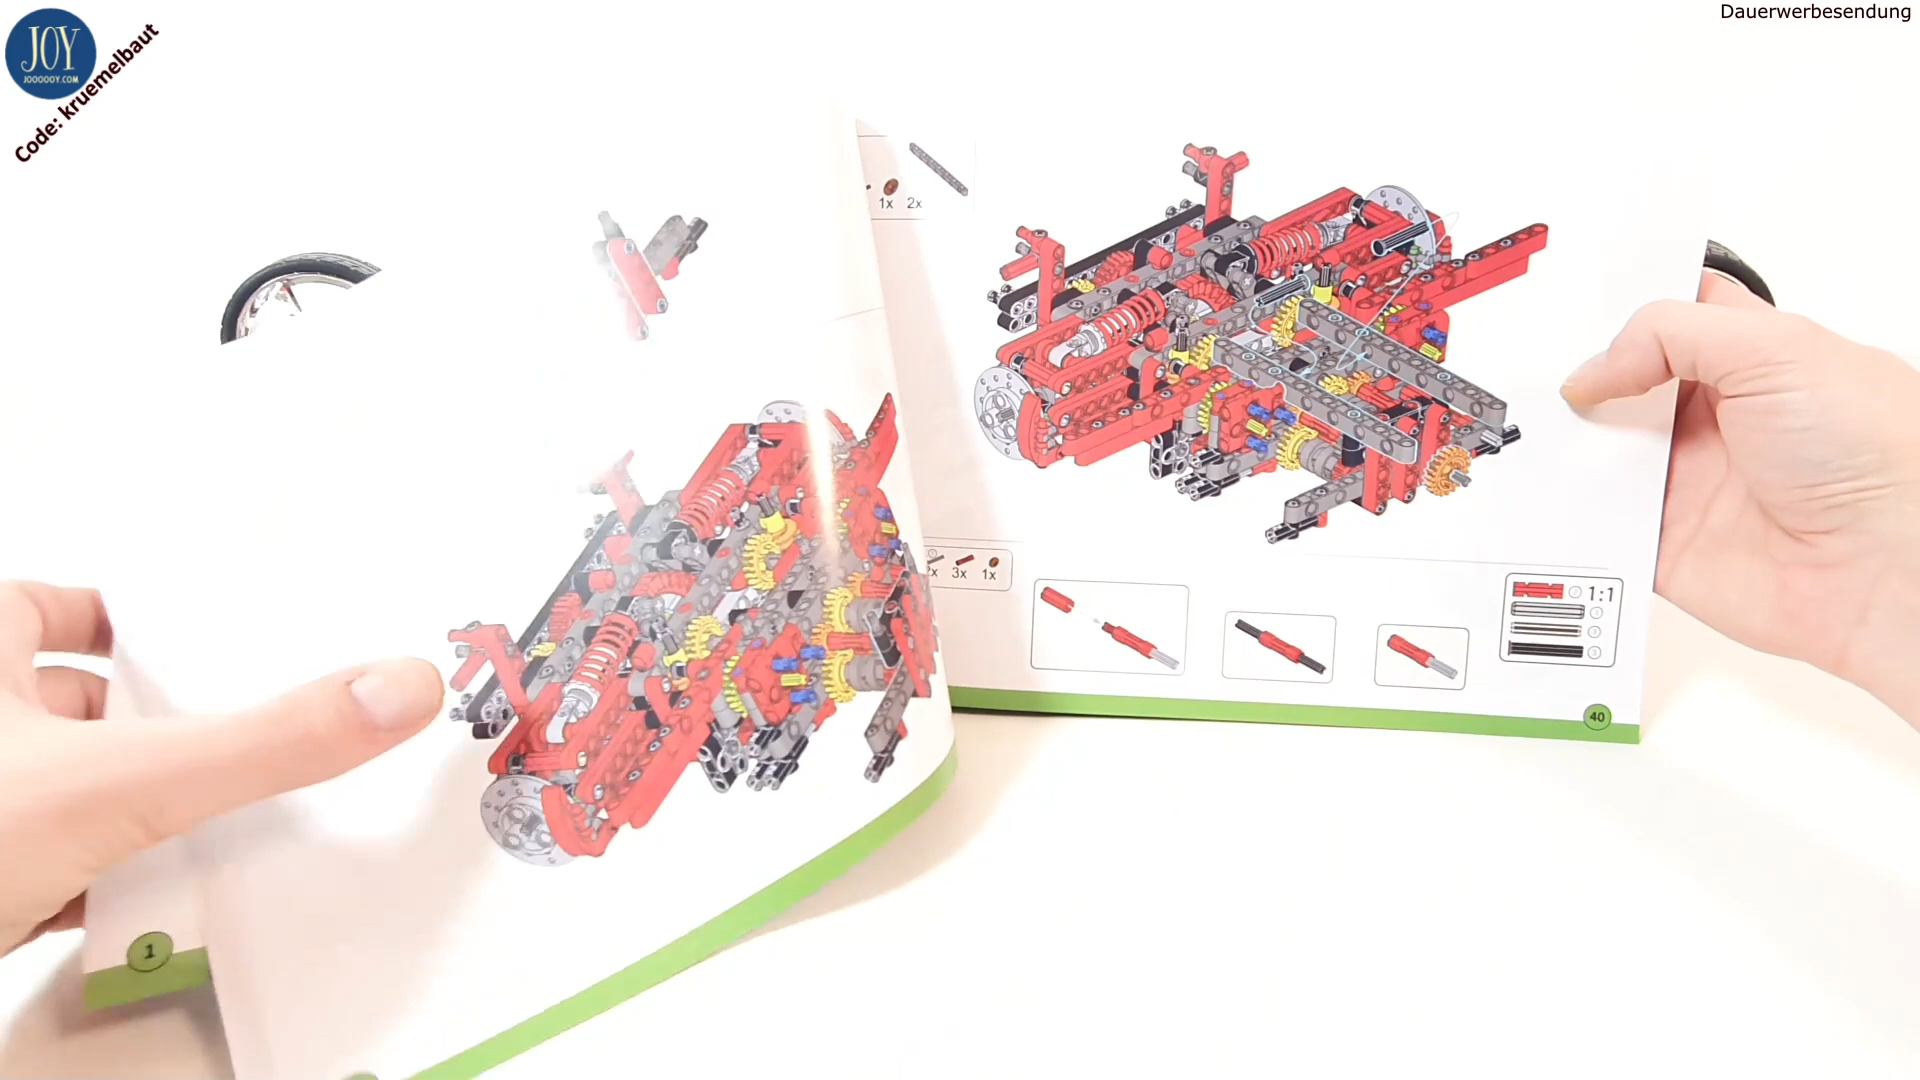 JOY
JOOOOOY.COM
Code: kruemelbaut
Dauerwerbesendung
1x 2x
3x 1x
1:1
40
1